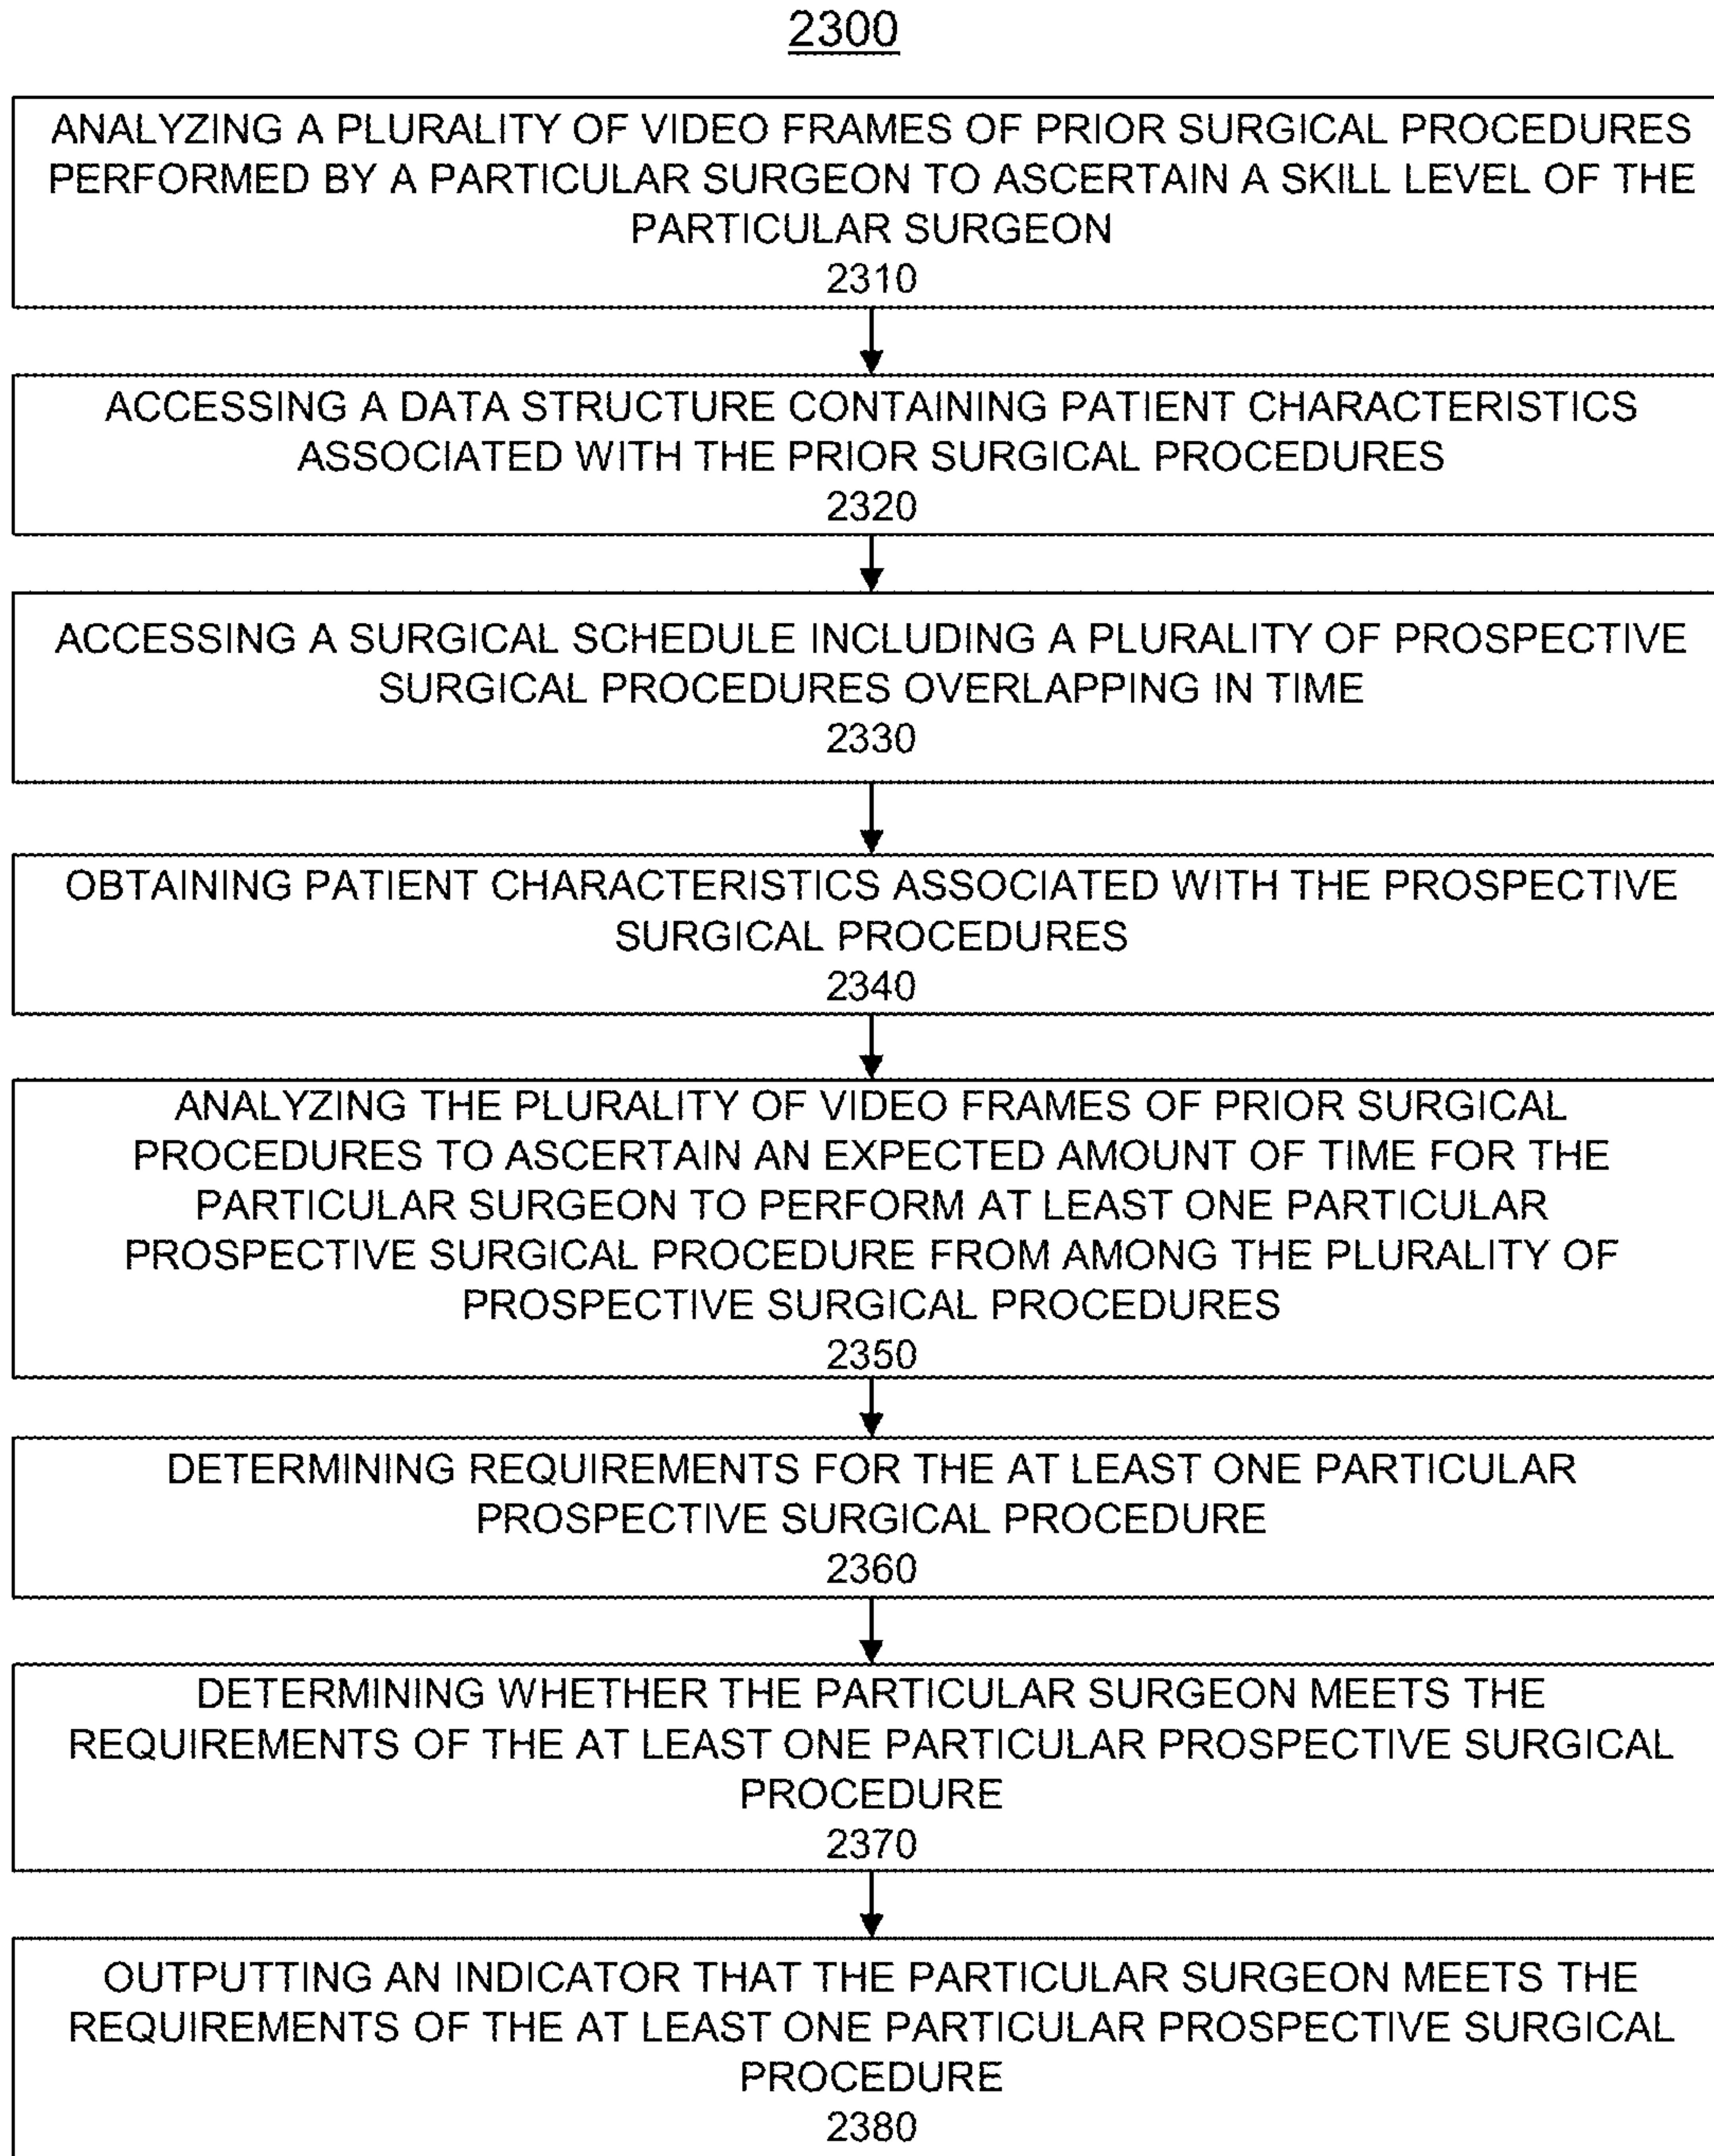 2300
ANALYZING A PLURALITY OF VIDEO FRAMES OF PRIOR SURGICAL PROCEDURES
PERFORMED BY A PARTICULAR SURGEON TO ASCERTAIN A SKILL LEVEL OF THE
PARTICULAR SURGEON
2310
ACCESSING A DATA STRUCTURE CONTAINING PATIENT CHARACTERISTICS
ASSOCIATED WITH THE PRIOR SURGICAL PROCEDURES
2320
ACCESSING A SURGICAL SCHEDULE INCLUDING A PLURALITY OF PROSPECTIVE
SURGICAL PROCEDURES OVERLAPPING IN TIME
2330
OBTAINING PATIENT CHARACTERISTICS ASSOCIATED WITH THE PROSPECTIVE
SURGICAL PROCEDURES
2340
ANALYZING THE PLURALITY OF VIDEO FRAMES OF PRIOR SURGICAL
PROCEDURES TO ASCERTAIN AN EXPECTED AMOUNT OF TIME FOR THE
PARTICULAR SURGEON TO PERFORM AT LEAST ONE PARTICULAR
PROSPECTIVE SURGICAL PROCEDURE FROM AMONG THE PLURALITY OF
PROSPECTIVE SURGICAL PROCEDURES
2350
DETERMINING REQUIREMENTS FOR THE AT LEAST ONE PARTICULAR
PROSPECTIVE SURGICAL PROCEDURE
2360
DETERMINING WHETHER THE PARTICULAR SURGEON MEETS THE
REQUIREMENTS OF THE AT LEAST ONE PARTICULAR PROSPECTIVE SURGICAL
PROCEDURE
2370
OUTPUTTING AN INDICATOR THAT THE PARTICULAR SURGEON MEETS THE
REQUIREMENTS OF THE AT LEAST ONE PARTICULAR PROSPECTIVE SURGICAL
PROCEDURE
2380